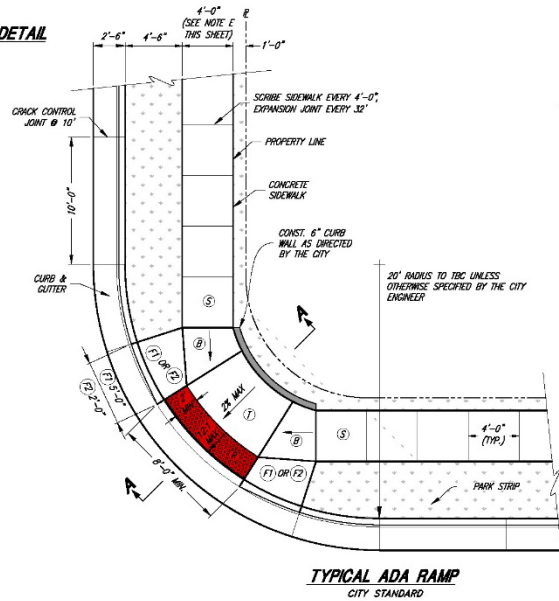 DETAIL
2'-6"
4'-6"
4'-0"
(SEE NOTE E
THIS SHEET)
1'-0"
CRACK CONTROL
JOINT @ 10'
10'-0"
CURB &
GUTTER
SCRIBE SIDEWALK EVERY 4'-0",
EXPANSION JOINT EVERY 32'
PROPERTY LINE
CONCRETE
SIDEWALK
CONST. 6" CURB
WALL AS DIRECTED
BY THE CITY
20' RADIUS TO TBC UNLESS
OTHERWISE SPECIFIED BY THE CITY
ENGINEER
S
A
B
F1 OR F2
F1 5'-0"
F2 2'-0"
2% MAX
MIN.
T
MAX
B
S
4'-0"
(TYP.)
F1 OR F2
8'-0" MIN.
A
PARK STRIP
TYPICAL ADA RAMP
CITY STANDARD